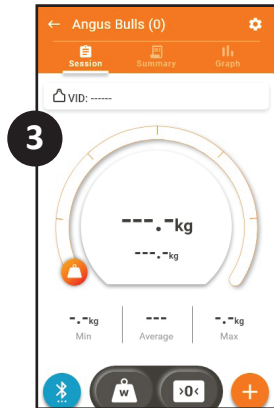 ← Angus Bulls (0)
Session Summary Graph
VID: ------
3
---.-kg
---.-kg
-.-kg --- -.-kg
Min Average Max
W >0< +